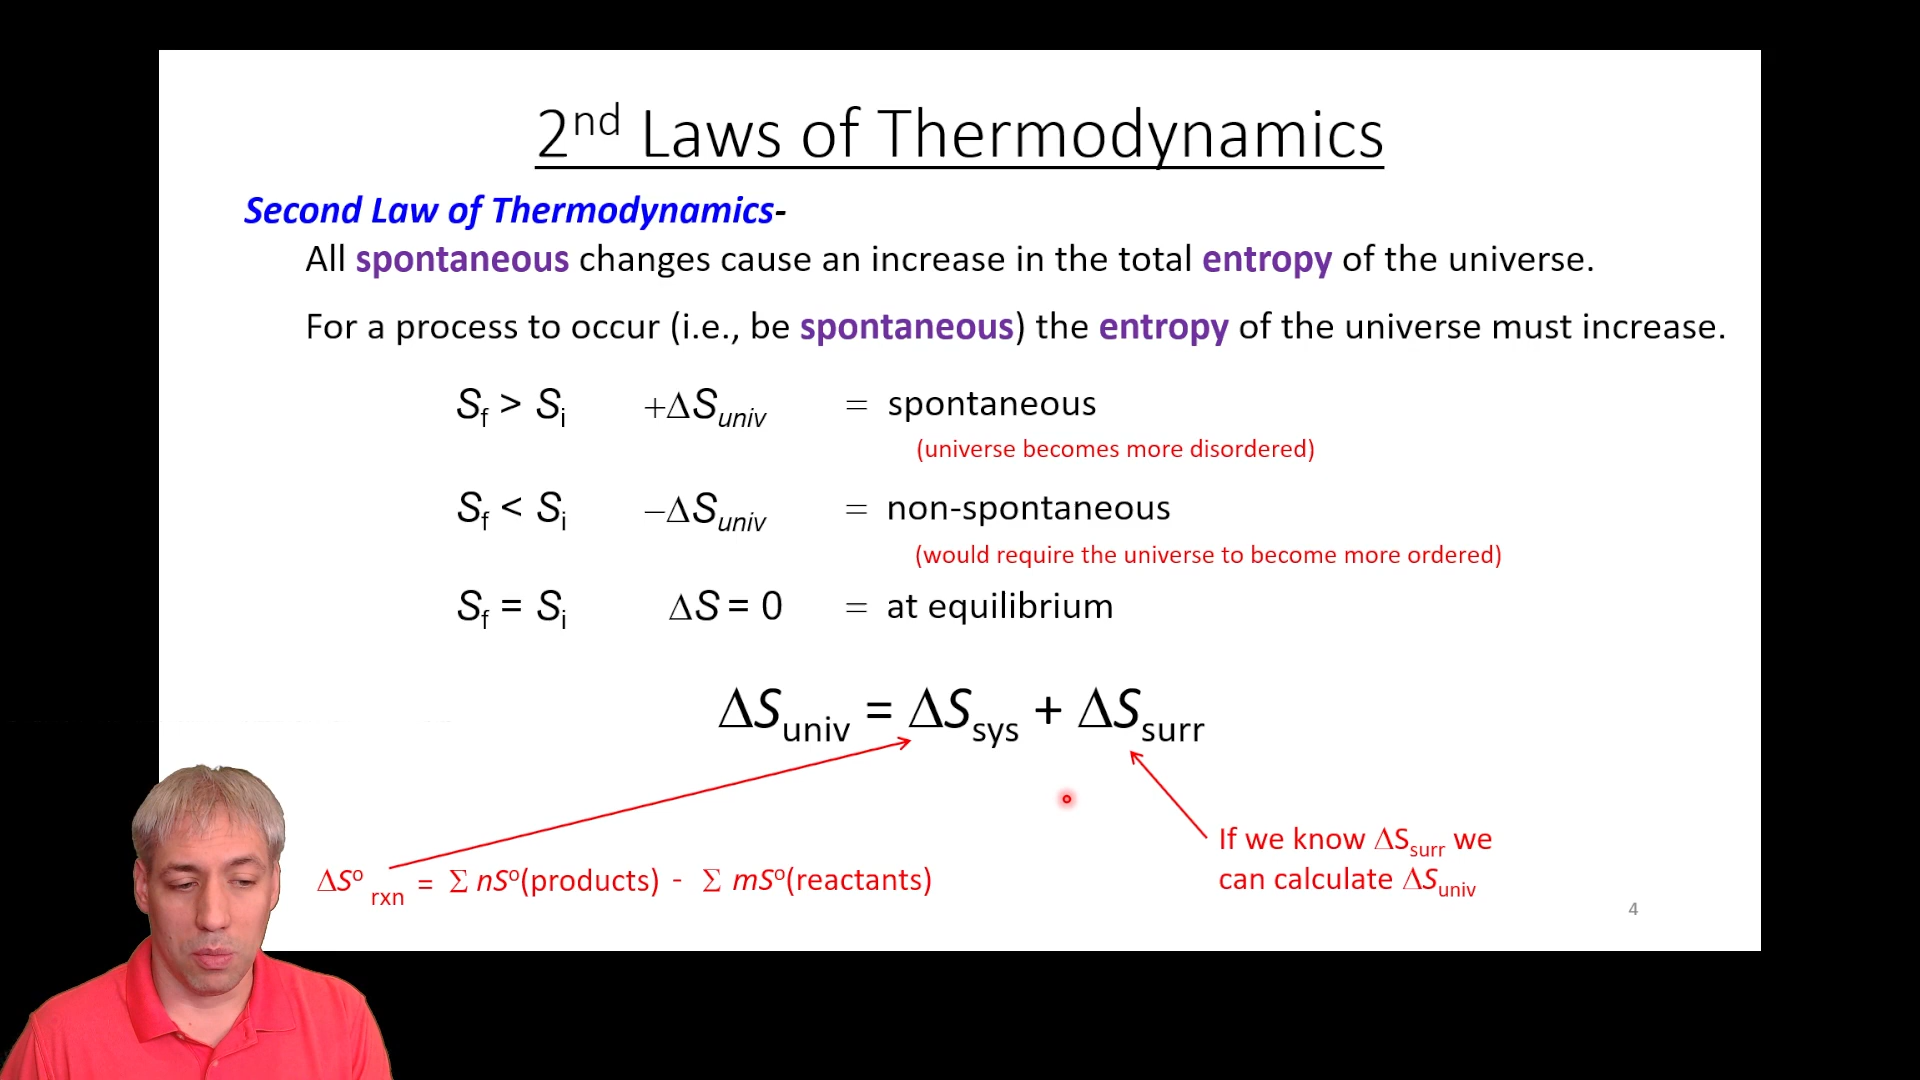 2nd Laws of Thermodynamics
Second Law of Thermodynamics-
All spontaneous changes cause an increase in the total entropy of the universe.
For a process to occur (i.e., be spontaneous) the entropy of the universe must increase.
Sf > Si +ΔSuniv = spontaneous
(universe becomes more disordered)
Sf < Si −ΔSuniv = non-spontaneous
(would require the universe to become more ordered)
Sf = Si ΔS = 0 = at equilibrium
ΔSuniv = ΔSsys + ΔSsurr
If we know ΔSsurr we
can calculate ΔSuniv
ΔSo rxn = Σ nSo(products) - Σ mSo(reactants)
4